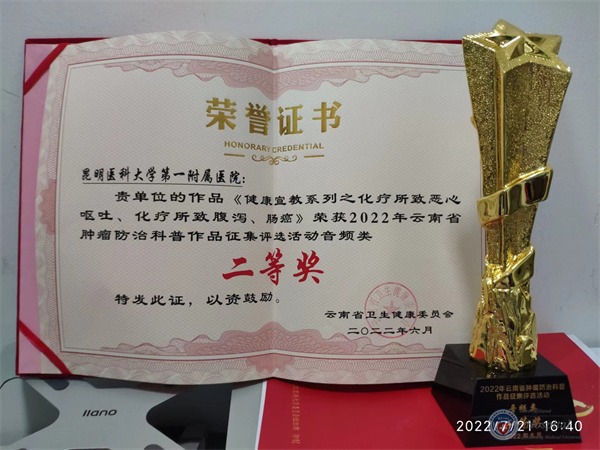 荣誉证书
HONORARY CREDENTIAL
昆明医科大学第一附属医院：
贵单位的作品《健康宣教系列之化疗所致恶心
呕吐、化疗所致腹泻、肠癌》荣获2022年云南省
肿瘤防治科普作品征集评选活动音频类
二等奖
特发此证，以资鼓励。
云南省卫生健康委员会
二〇二二年六月
llano
2022年云南省肿瘤防治科普
作品征集评选活动
音频类
2022/7/21 16:40